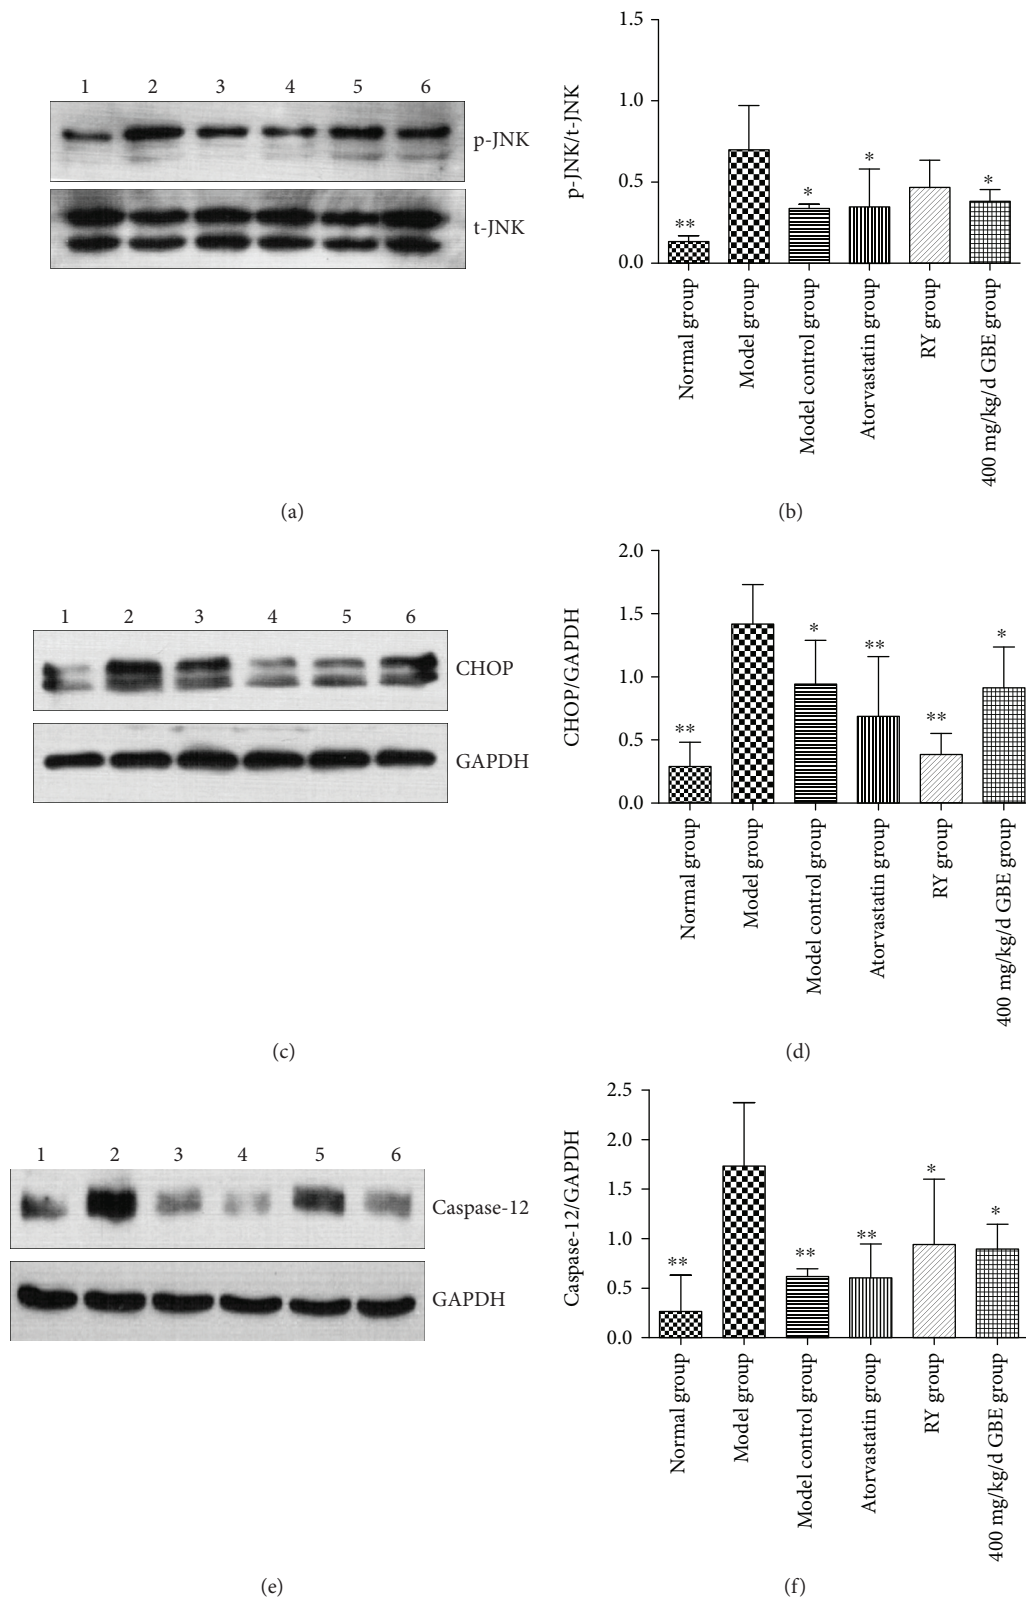 1 2 3 4 5 6
p-JNK
t-JNK
(a)
p-JNK/t-JNK
1.5
1.0
0.5
0.0
** * * *
Normal group
Model group
Model control group
Atorvastatin group
RY group
400 mg/kg/d GBE group
(b)
1 2 3 4 5 6
CHOP
GAPDH
(c)
CHOP/GAPDH
2.0
1.5
1.0
0.5
0.0
** * ** ** *
Normal group
Model group
Model control group
Atorvastatin group
RY group
400 mg/kg/d GBE group
(d)
1 2 3 4 5 6
Caspase-12
GAPDH
(e)
Caspase-12/GAPDH
2.5
2.0
1.5
1.0
0.5
0.0
** ** ** * *
Normal group
Model group
Model control group
Atorvastatin group
RY group
400 mg/kg/d GBE group
(f)